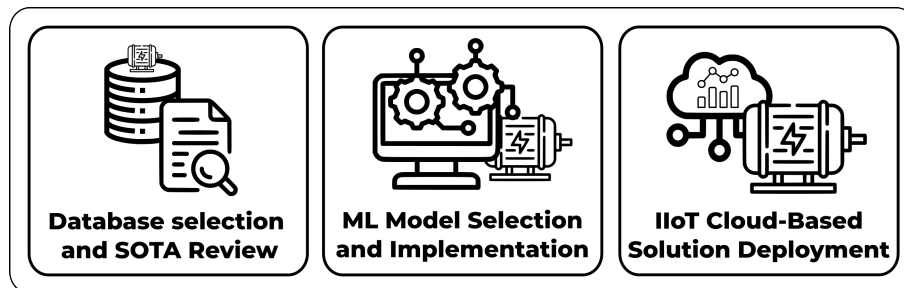 Database selection
and SOTA Review
ML Model Selection
and Implementation
IIoT Cloud-Based
Solution Deployment